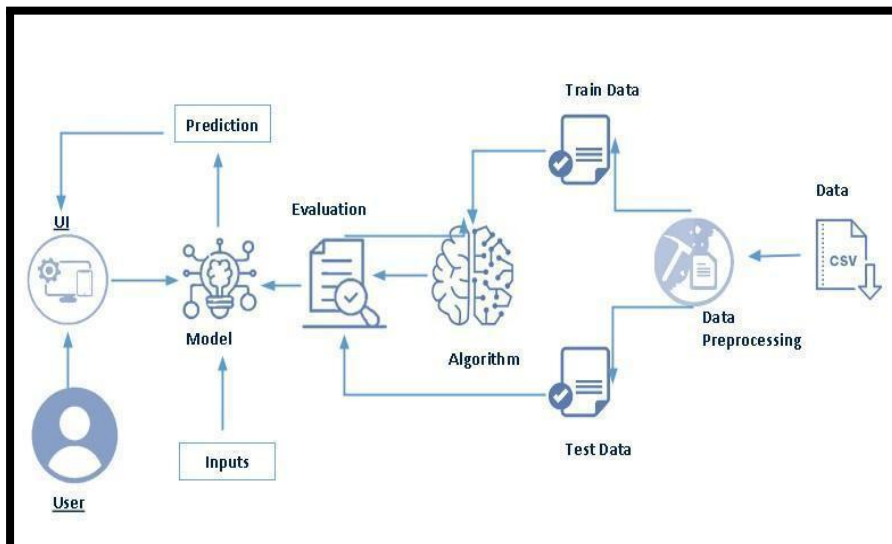 Train Data
Prediction
Data
Evaluation
UI
CSV
Model
Data
Preprocessing
Algorithm
Inputs
Test Data
User